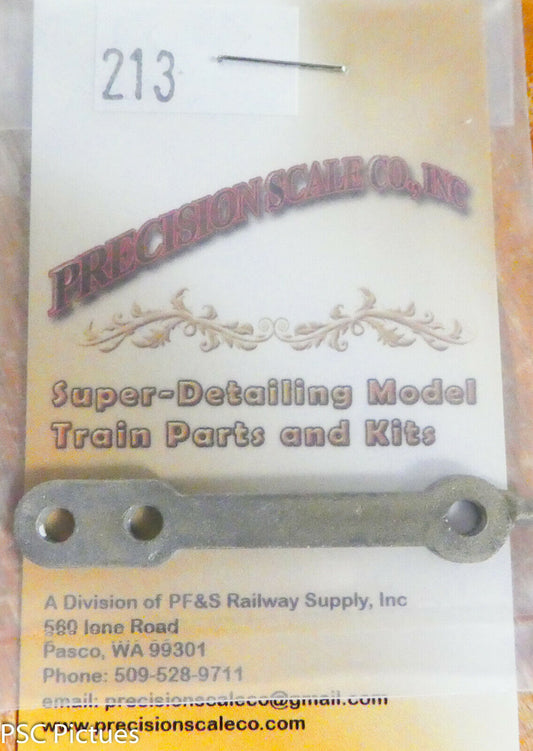 213
PRECISION SCALE CO., INC
Super-Detailing Model
Train Parts and Kits
A Division of PF&S Railway Supply, Inc
560 Ione Road
Pasco, WA 99301
Phone: 509-528-9711
email: precisionscaleco@gmail.com
www.precisionscaleco.com
PSC Pictues